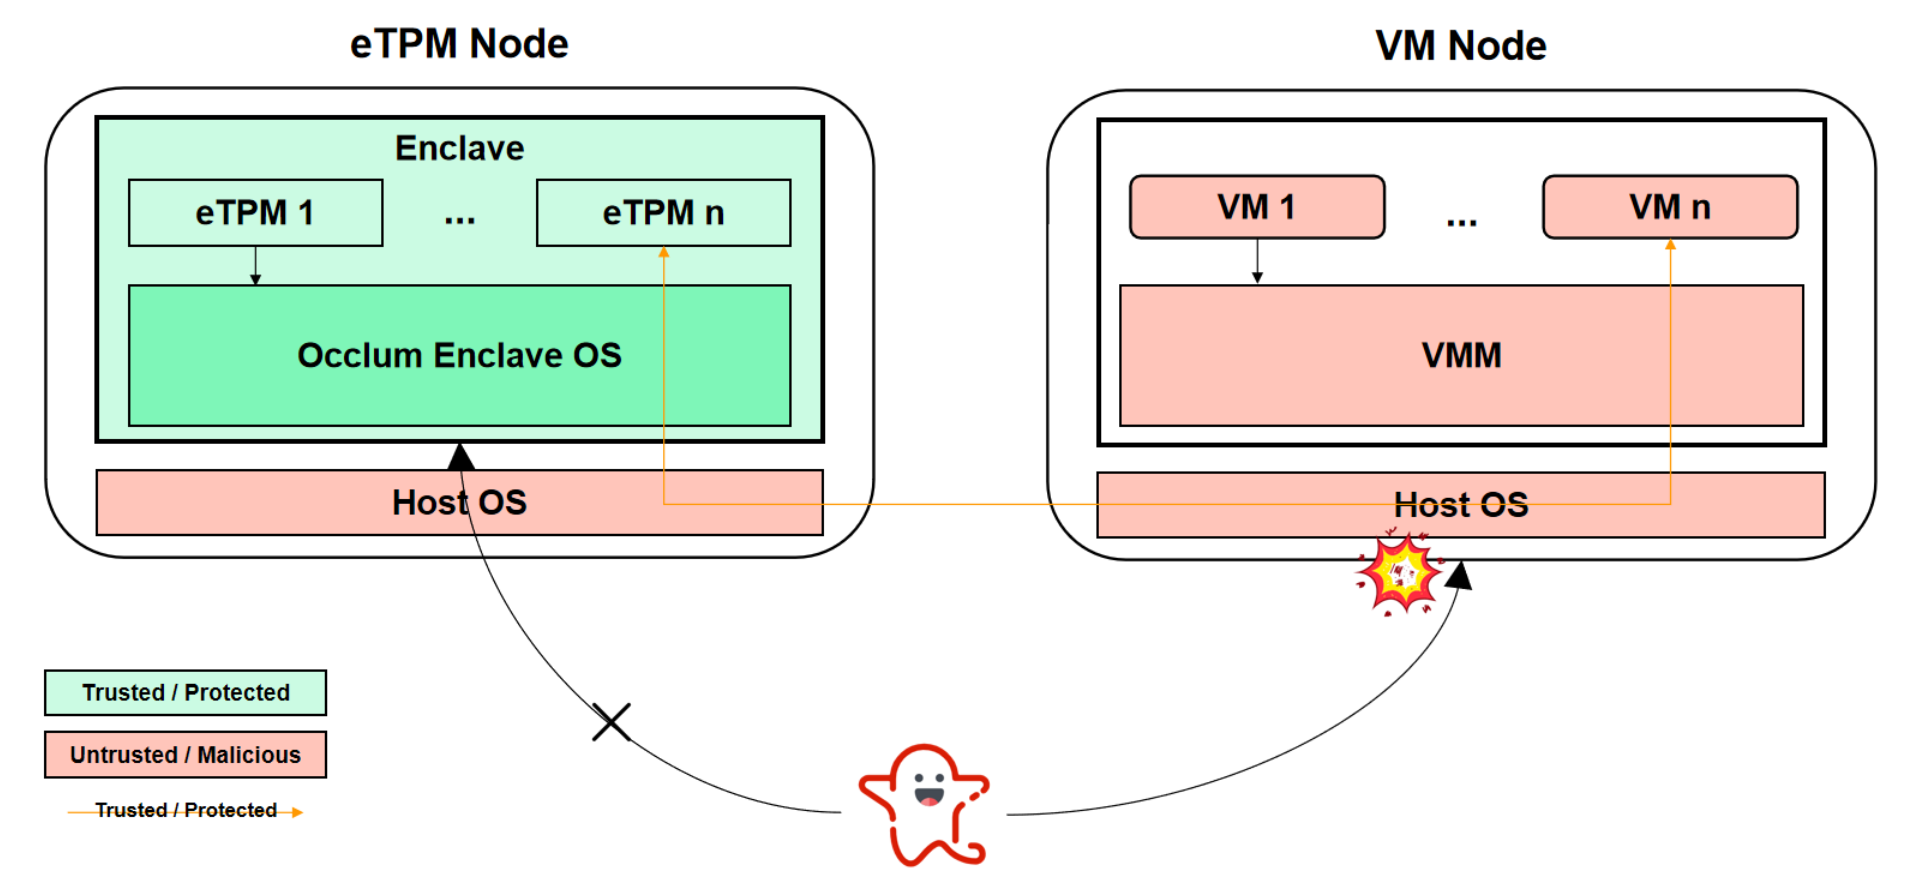 eTPM Node
VM Node
Enclave
eTPM 1
...
eTPM n
Occlum Enclave OS
Host OS
VM 1
...
VM n
VMM
Host OS
Trusted / Protected
Untrusted / Malicious
Trusted / Protected